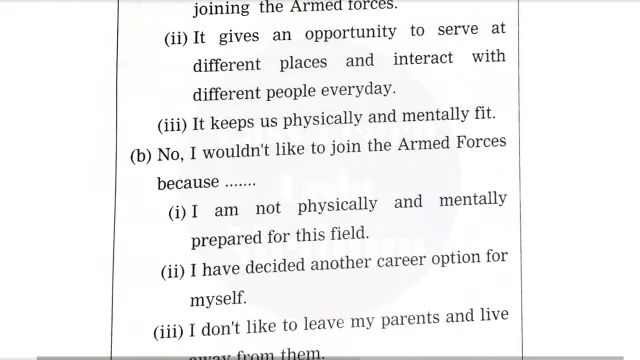 joining the Armed forces.
(ii) It gives an opportunity to serve at
different places and interact with
different people everyday.
(iii) It keeps us physically and mentally fit.
(b) No, I wouldn't like to join the Armed Forces
because .......
(i) I am not physically and mentally
prepared for this field.
(ii) I have decided another career option for
myself.
(iii) I don't like to leave my parents and live
away from them.